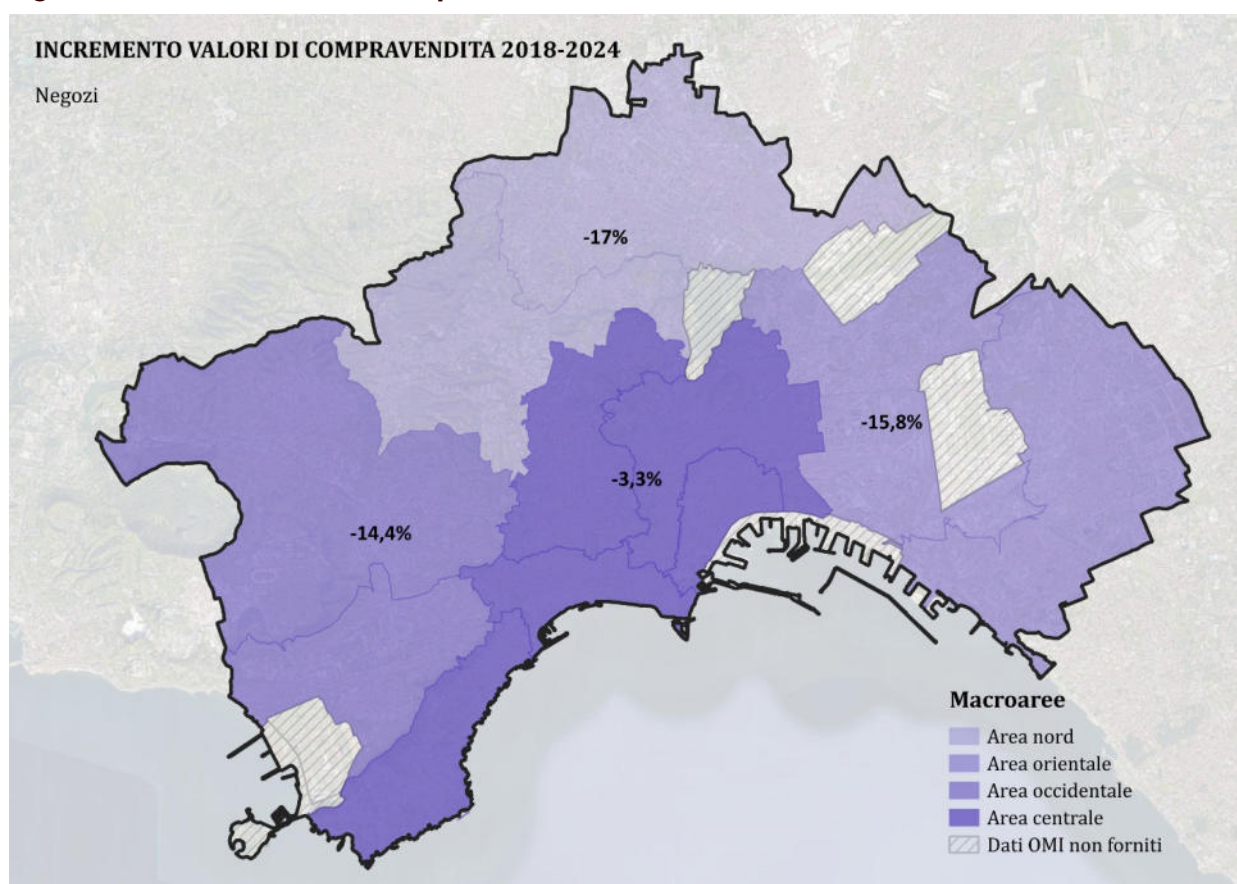 INCREMENTO VALORI DI COMPRAVENDITA 2018-2024
Negozi
-17%
-15,8%
-3,3%
-14,4%
Macroaree
Area nord
Area orientale
Area occidentale
Area centrale
Dati OMI non forniti